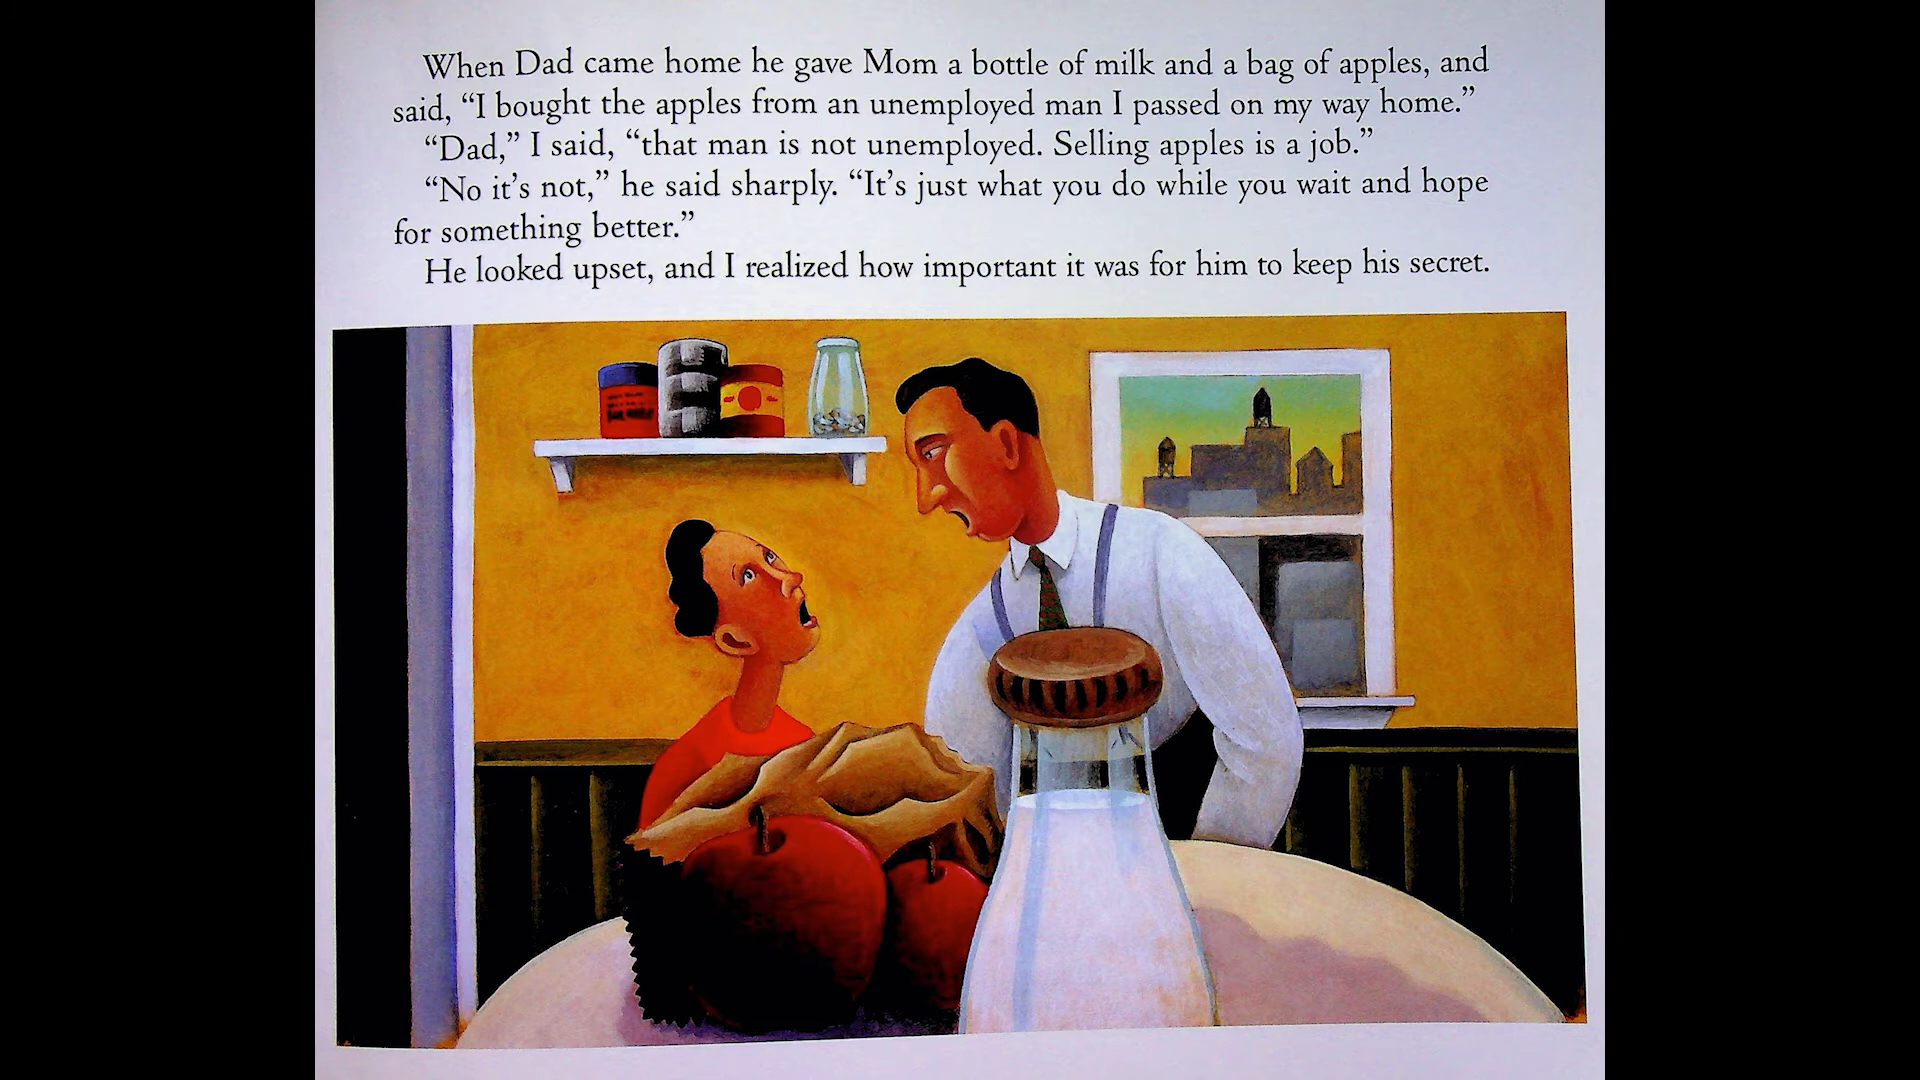 When Dad came home he gave Mom a bottle of milk and a bag of apples, and
said, “I bought the apples from an unemployed man I passed on my way home.”
“Dad,” I said, “that man is not unemployed. Selling apples is a job.”
“No it’s not,” he said sharply. “It’s just what you do while you wait and hope
for something better.”
He looked upset, and I realized how important it was for him to keep his secret.